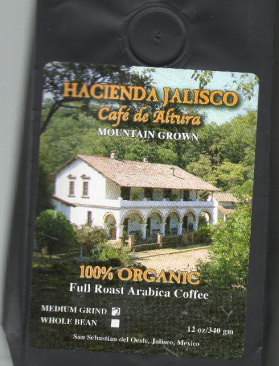 HACIENDA JALISCO
Café de Altura
MOUNTAIN GROWN
100% ORGANIC
Full Roast Arabica Coffee
MEDIUM GRIND
WHOLE BEAN
12 oz/340 gm
San Sebastian del Oeste, Jalisco, Mexico